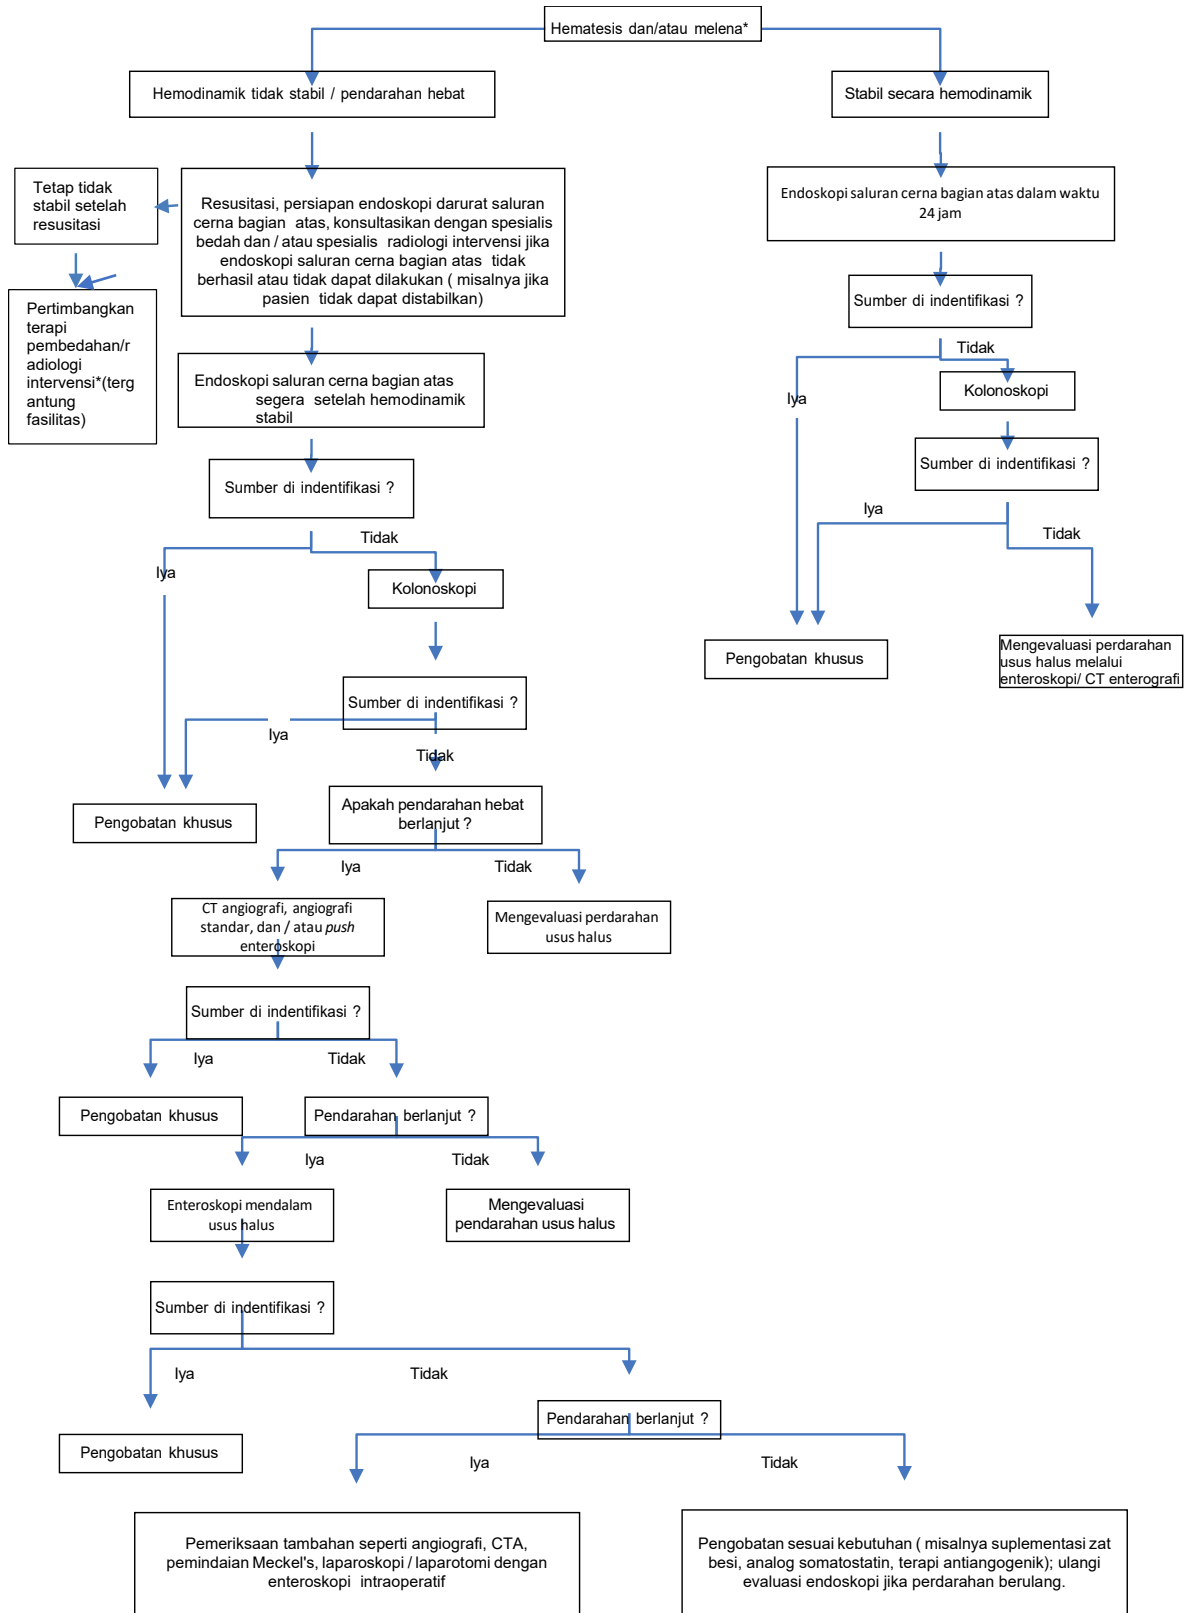 Hematesis dan/atau melena*
Hemodinamik tidak stabil / pendarahan hebat
Stabil secara hemodinamik
Tetap tidak
stabil setelah
resusitasi
Resusitasi, persiapan endoskopi darurat saluran
cerna bagian atas, konsultasikan dengan spesialis
bedah dan / atau spesialis radiologi intervensi jika
endoskopi saluran cerna bagian atas tidak
berhasil atau tidak dapat dilakukan ( misalnya jika
pasien tidak dapat distabilkan)
Endoskopi saluran cerna bagian atas dalam waktu
24 jam
Pertimbangkan
terapi
pembedahan/r
adiologi
intervensi*(terg
antung
fasilitas)
Sumber di indentifikasi ?
Tidak
Iya
Kolonoskopi
Endoskopi saluran cerna bagian atas
segera setelah hemodinamik
stabil
Sumber di indentifikasi ?
Sumber di indentifikasi ?
Iya
Tidak
Tidak
Iya
Kolonoskopi
Pengobatan khusus
Mengevaluasi perdarahan
usus halus melalui
enteroskopi/ CT enterografi
Sumber di indentifikasi ?
Iya
Tidak
Pengobatan khusus
Apakah pendarahan hebat
berlanjut ?
Iya
Tidak
CT angiografi, angiografi
standar, dan / atau push
enteroskopi
Mengevaluasi perdarahan
usus halus
Sumber di indentifikasi ?
Iya
Tidak
Pengobatan khusus
Pendarahan berlanjut ?
Iya
Tidak
Enteroskopi mendalam
usus halus
Mengevaluasi
pendarahan usus halus
Sumber di indentifikasi ?
Iya
Tidak
Pendarahan berlanjut ?
Pengobatan khusus
Iya
Tidak
Pemeriksaan tambahan seperti angiografi, CTA,
pemindaian Meckel's, laparoskopi / laparotomi dengan
enteroskopi intraoperatif
Pengobatan sesuai kebutuhan ( misalnya suplementasi zat
besi, analog somatostatin, terapi antiangogenik); ulangi
evaluasi endoskopi jika perdarahan berulang.